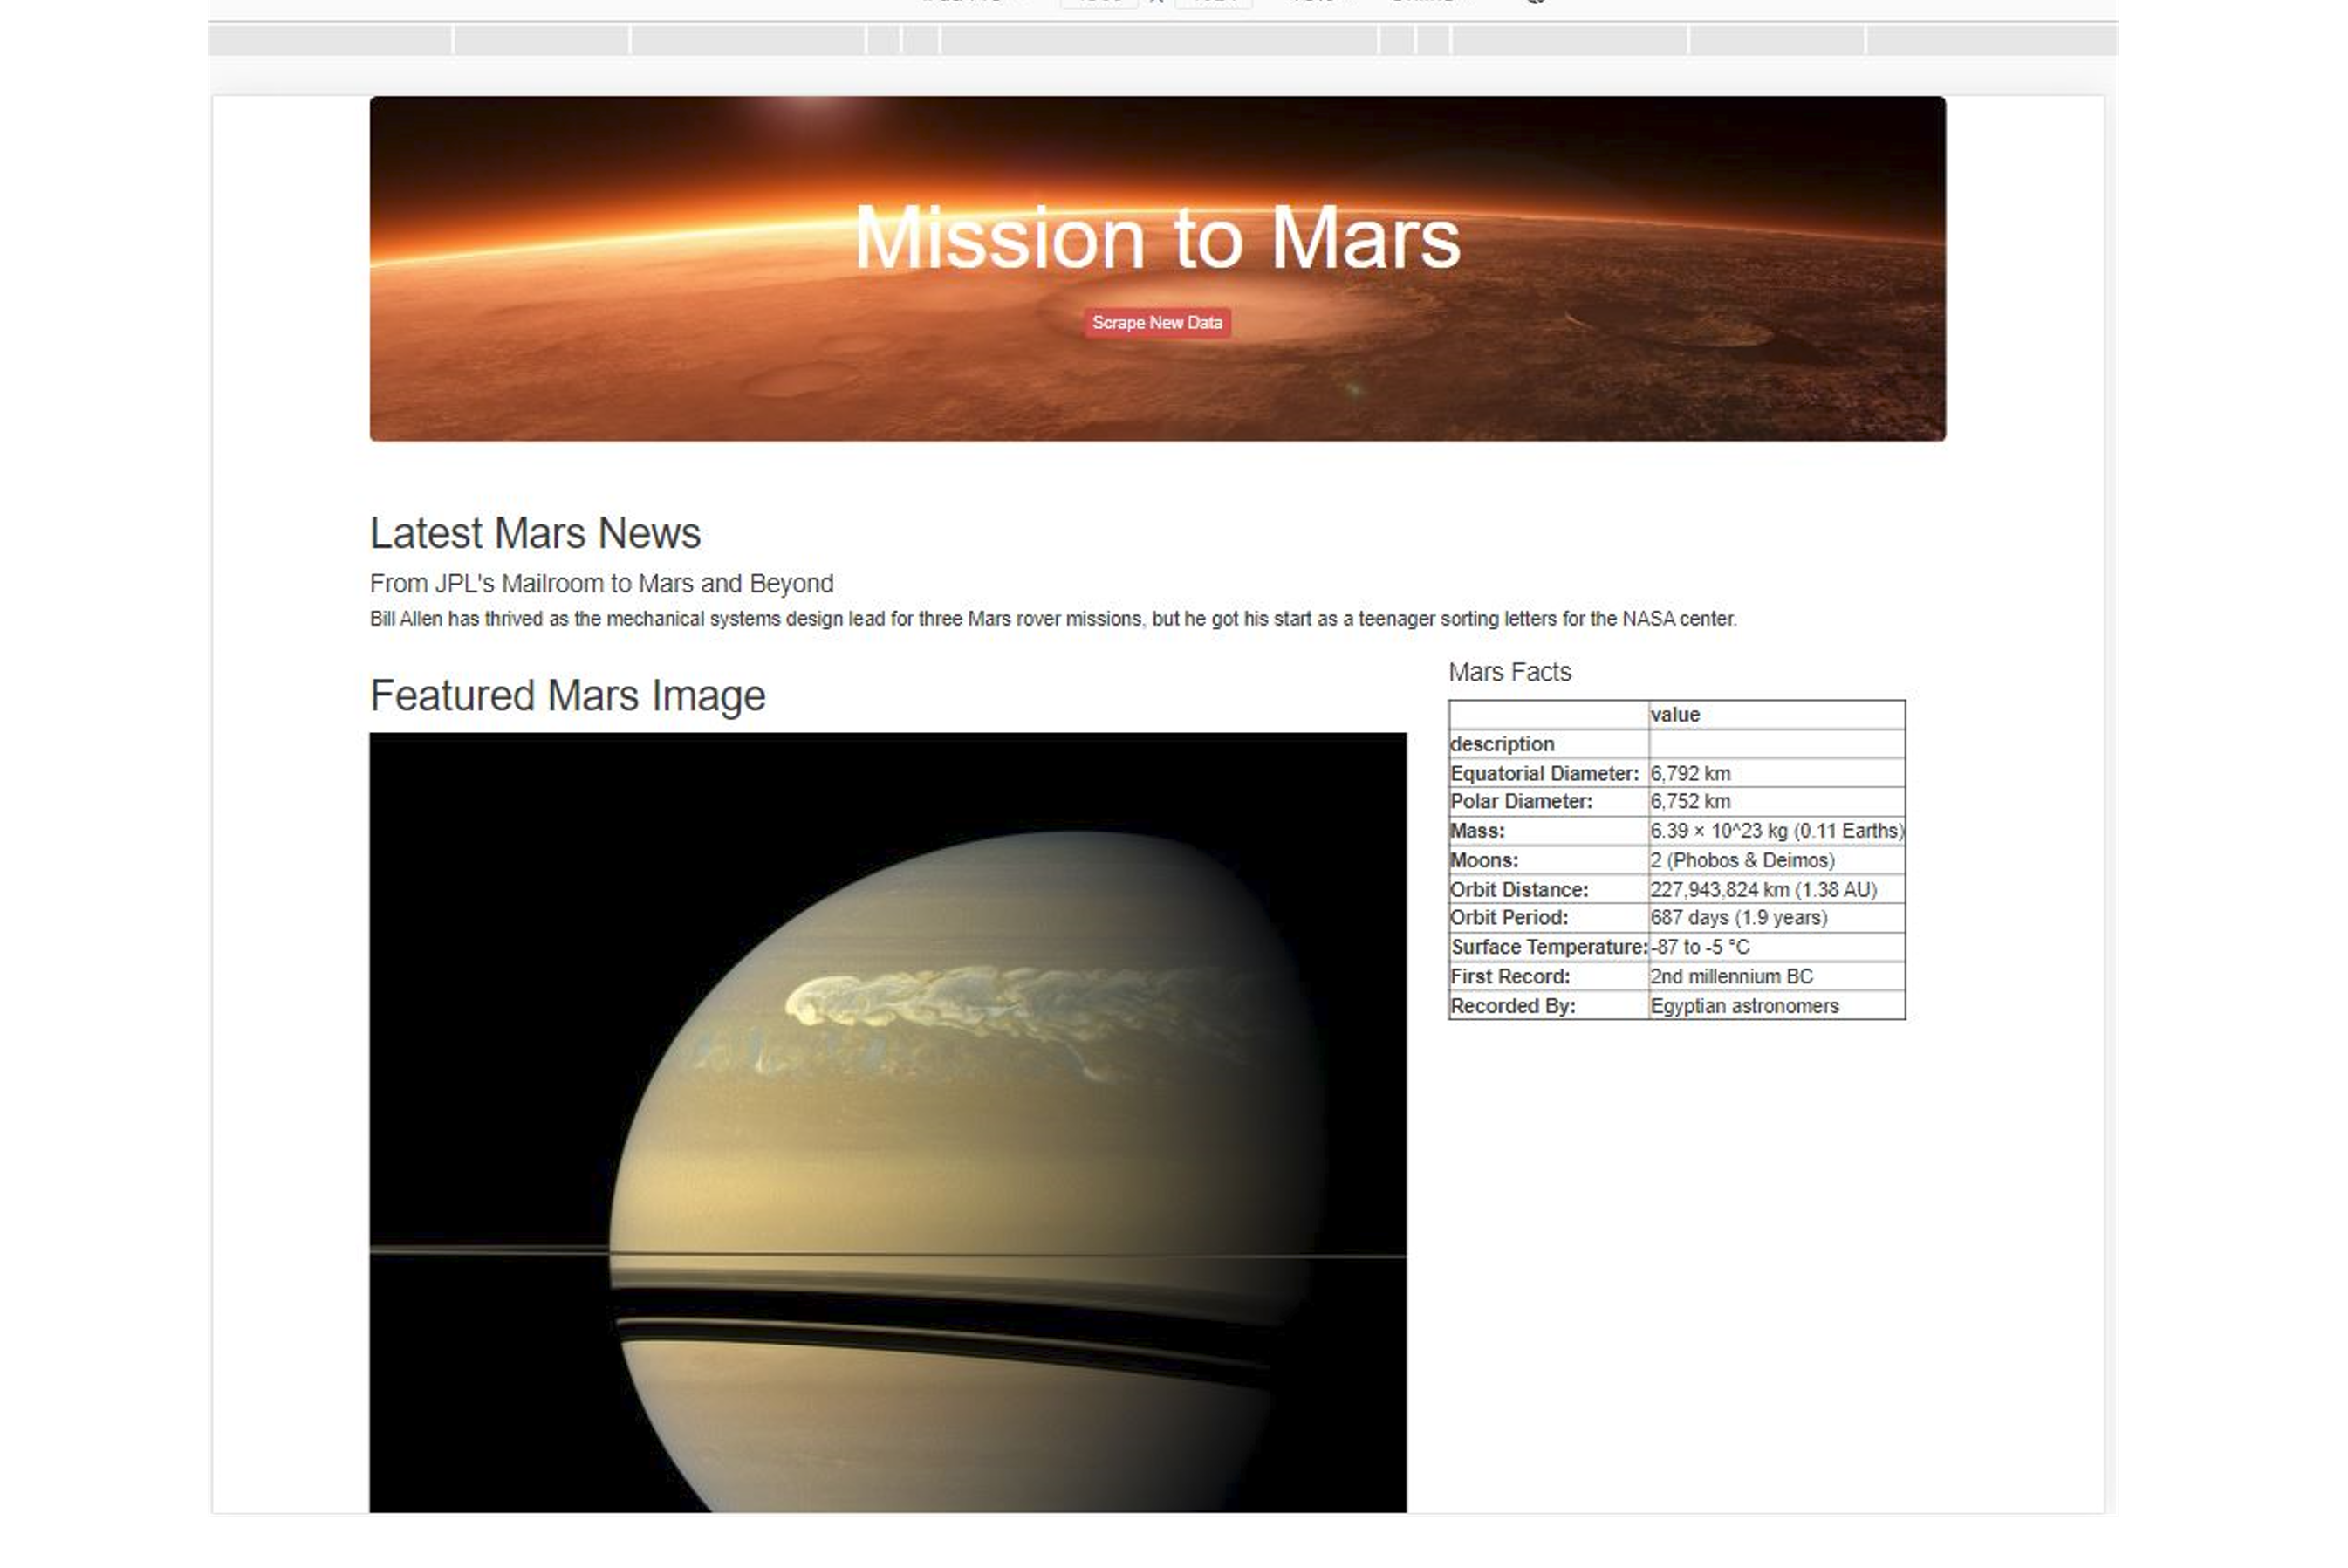 Mission to Mars
Scrape New Data
Latest Mars News
From JPL's Mailroom to Mars and Beyond
Bill Allen has thrived as the mechanical systems design lead for three Mars rover missions, but he got his start as a teenager sorting letters for the NASA center.
Featured Mars Image
Mars Facts
value
description
Equatorial Diameter: 6,792 km
Polar Diameter: 6,752 km
Mass: 6.39 × 10^23 kg (0.11 Earths)
Moons: 2 (Phobos & Deimos)
Orbit Distance: 227,943,824 km (1.38 AU)
Orbit Period: 687 days (1.9 years)
Surface Temperature: -87 to -5 °C
First Record: 2nd millennium BC
Recorded By: Egyptian astronomers